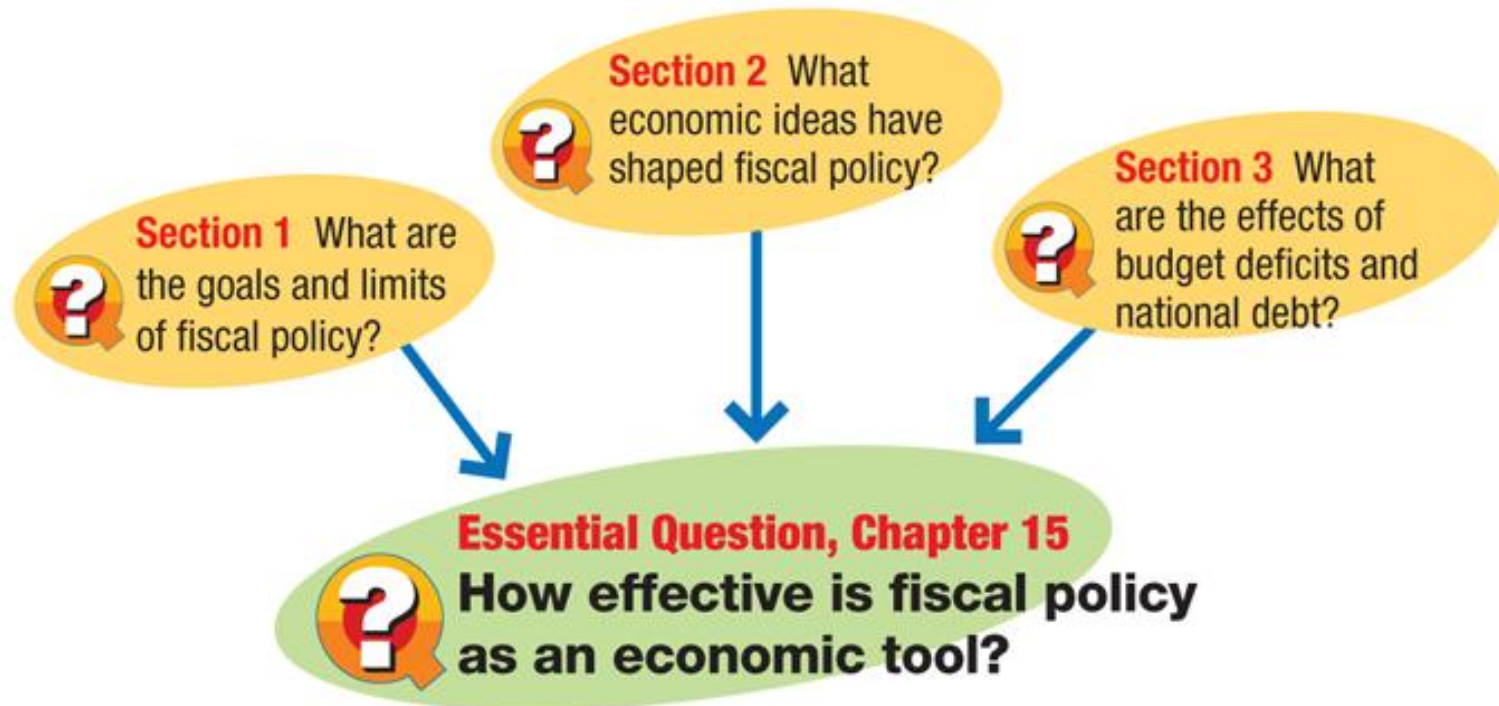 Section 1 What are
the goals and limits
of fiscal policy?
Section 2 What
economic ideas have
shaped fiscal policy?
Section 3 What
are the effects of
budget deficits and
national debt?
Essential Question, Chapter 15
How effective is fiscal policy
as an economic tool?